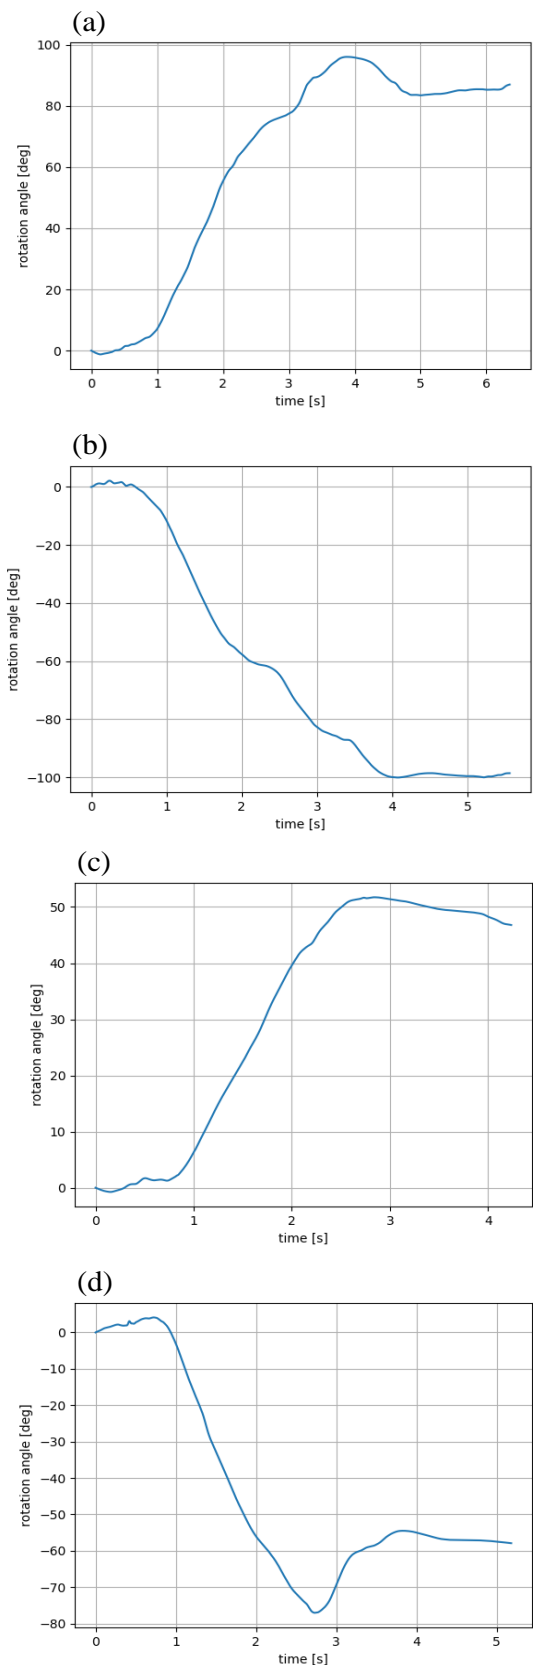 (a)
100
80
60
40
20
0
rotation angle [deg]
0 1 2 3 4 5 6
time [s]
(b)
0
−20
−40
−60
−80
−100
rotation angle [deg]
0 1 2 3 4 5
time [s]
(c)
50
40
30
20
10
0
rotation angle [deg]
0 1 2 3 4
time [s]
(d)
0
−10
−20
−30
−40
−50
−60
−70
−80
rotation angle [deg]
0 1 2 3 4 5
time [s]